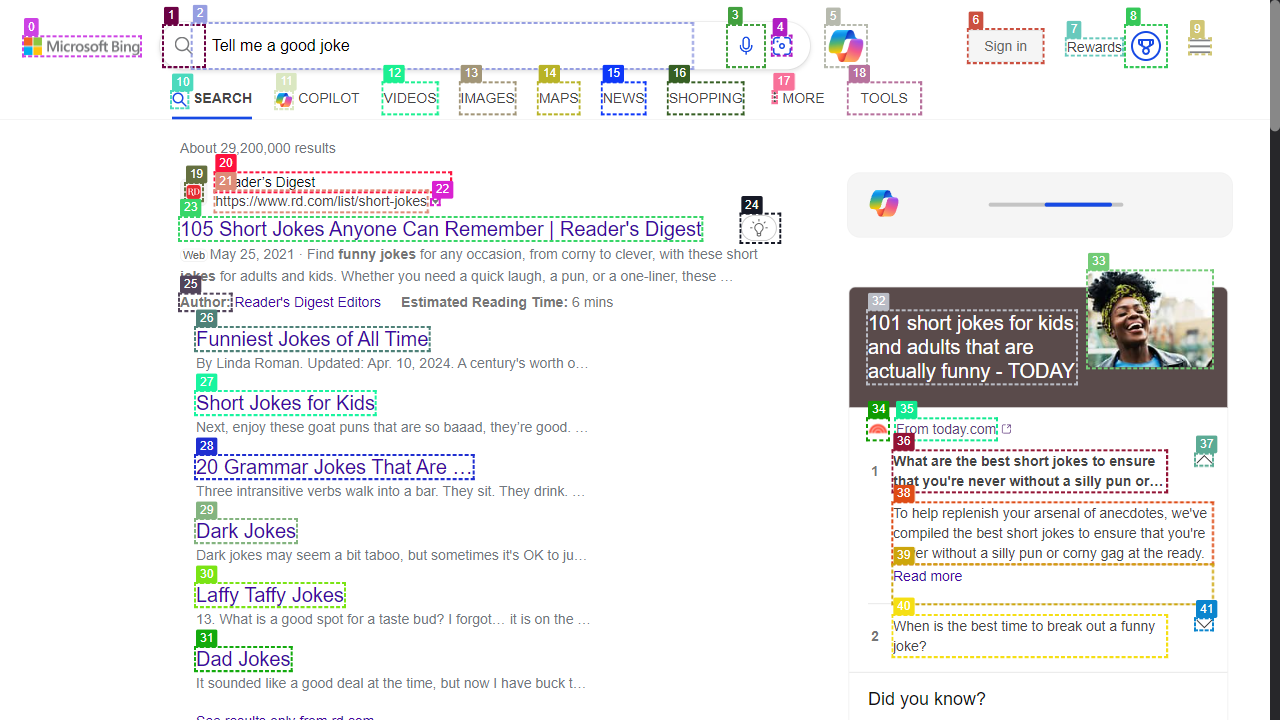 0
1
2
3
4
5
6
7
8
9
Microsoft Bing
Tell me a good joke
Sign in
Rewards
10
11
12
13
14
15
16
17
18
SEARCH
COPILOT
VIDEOS
IMAGES
MAPS
NEWS
SHOPPING
MORE
TOOLS
About 29,200,000 results
19
20
RD
21
ader's Digest
22
https://www.rd.com/list/short-jokes
23
24
105 Short Jokes Anyone Can Remember | Reader's Digest
Web May 25, 2021 · Find funny jokes for any occasion, from corny to clever, with these short
jokes for adults and kids. Whether you need a quick laugh, a pun, or a one-liner, these …
25
Author: Reader's Digest Editors Estimated Reading Time: 6 mins
26
Funniest Jokes of All Time
By Linda Roman. Updated: Apr. 10, 2024. A century's worth o…
27
Short Jokes for Kids
Next, enjoy these goat puns that are so baaad, they're good. …
28
20 Grammar Jokes That Are …
Three intransitive verbs walk into a bar. They sit. They drink. …
29
Dark Jokes
Dark jokes may seem a bit taboo, but sometimes it's OK to ju…
30
Laffy Taffy Jokes
13. What is a good spot for a taste bud? I forgot… it is on the …
31
Dad Jokes
It sounded like a good deal at the time, but now I have buck t…
See results only from rd.com
32
33
101 short jokes for kids
and adults that are
actually funny - TODAY
34
35
From today.com
36
37
1
What are the best short jokes to ensure
that you're never without a silly pun or…
38
To help replenish your arsenal of anecdotes, we've
compiled the best short jokes to ensure that you're
39
er without a silly pun or corny gag at the ready.
Read more
40
41
2
When is the best time to break out a funny
joke?
Did you know?